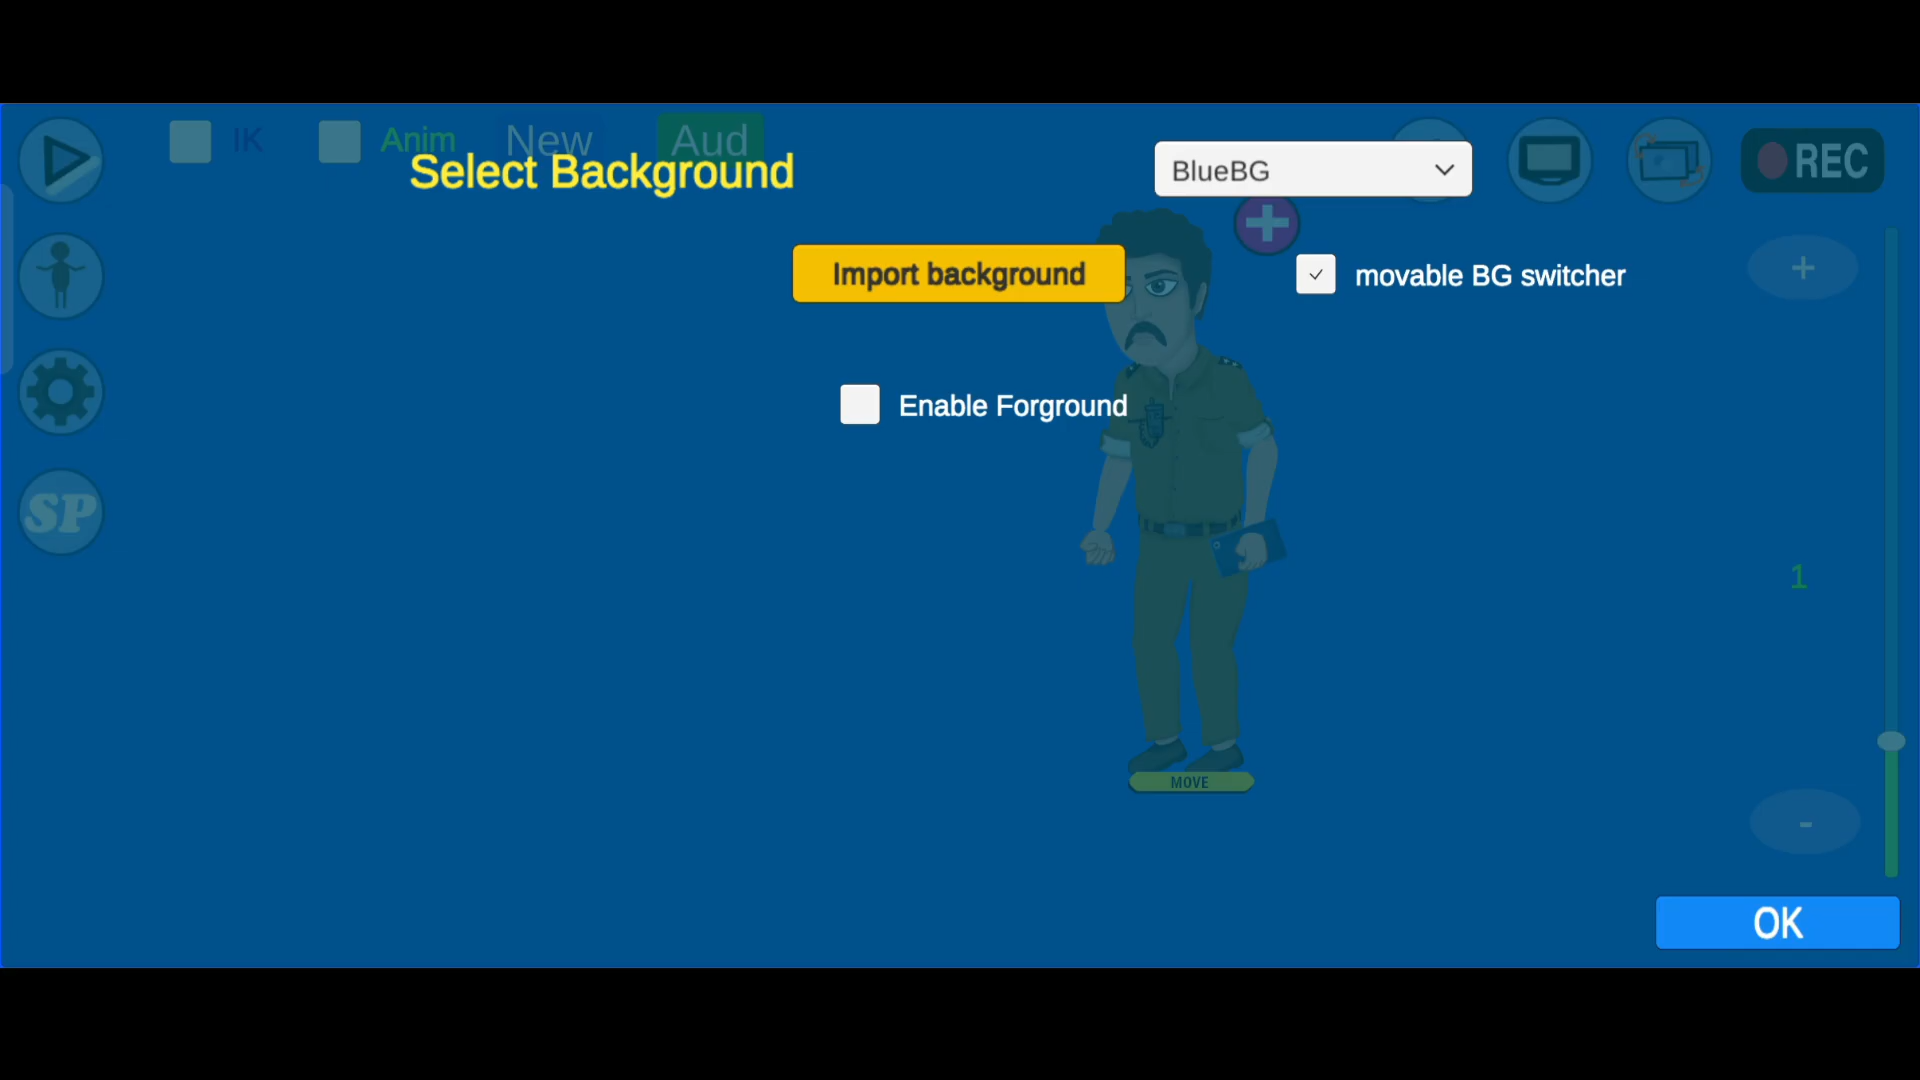 IK
Anim
New
Aud
Select Background
BlueBG
REC
Import background
movable BG switcher
+
Enable Forground
SP
1
MOVE
-
OK